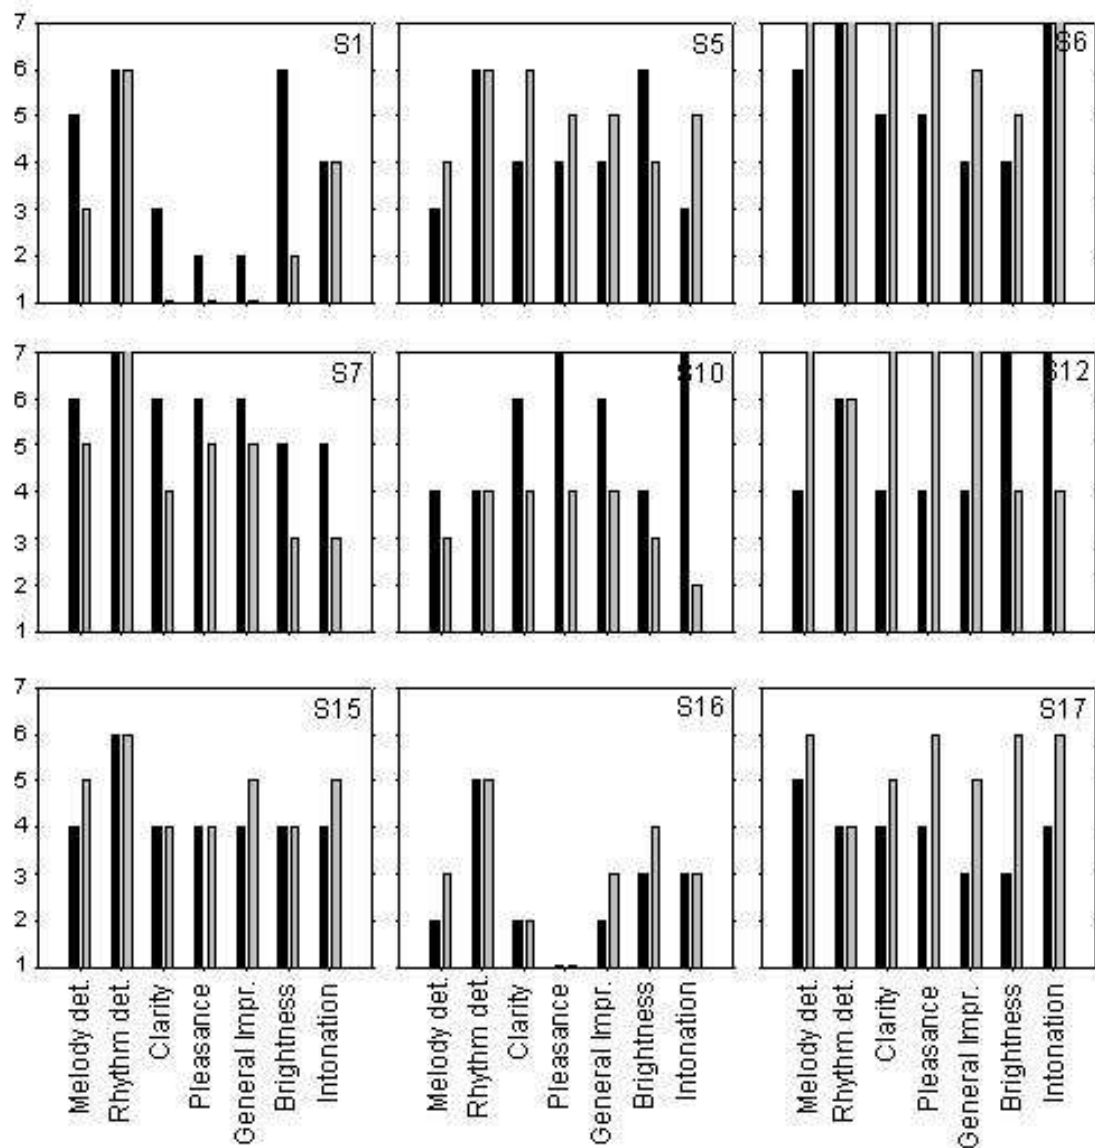 7
6
5
4
3
2
1
S1
S5
S6
7
6
5
4
3
2
1
S7
S10
S12
7
6
5
4
3
2
1
S15
S16
S17
Melody det.
Rhythm det.
Clarity
Pleasance
General Impr.
Brightness
Intonation
Melody det.
Rhythm det.
Clarity
Pleasance
General Impr.
Brightness
Intonation
Melody det.
Rhythm det.
Clarity
Pleasance
General Impr.
Brightness
Intonation